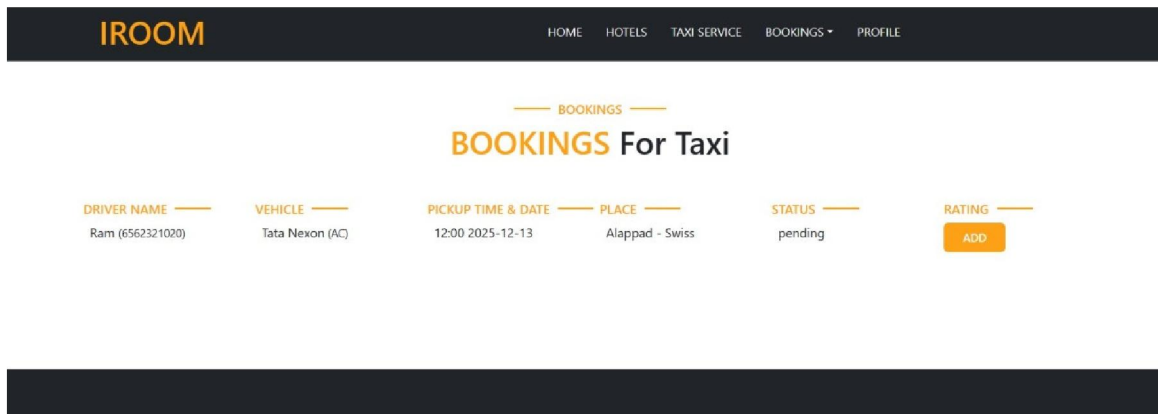 IROOM
HOME HOTELS TAXI SERVICE BOOKINGS PROFILE
BOOKINGS
BOOKINGS For Taxi
DRIVER NAME VEHICLE PICKUP TIME & DATE PLACE STATUS RATING
Ram (6562321020) Tata Nexon (AC) 12:00 2025-12-13 Alappad - Swiss pending
ADD